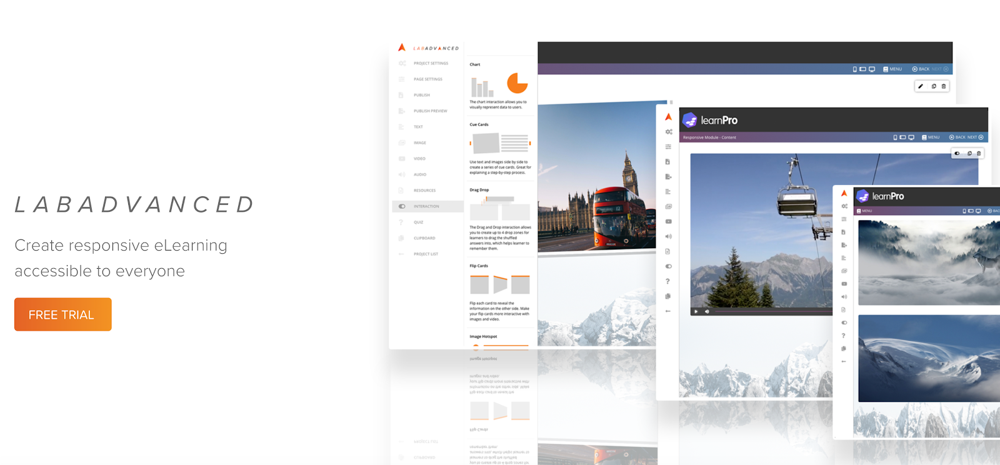 LABADVANCED
Create responsive eLearning
accessible to everyone
FREE TRIAL
LABADVANCED
PROJECT SETTINGS
PAGE SETTINGS
PUBLISH
PUBLISH PREVIEW
TEXT
IMAGE
VIDEO
AUDIO
RESOURCES
INTERACTION
QUIZ
CLIPBOARD
PROJECT LIST
Chart
The chart interaction allows you to
visually represent data to users.
Cue Cards
Use text and images side by side to
create a series of cue cards. Great for
explaining a step-by-step process.
Drag Drop
The Drag and Drop interaction allows
you to create up to 4 drop zones for
learners to drag the shuffled
answers into, which helps learner to
remember them.
Flip Cards
Flip each card to reveal the
information on the other side. Make
your flip cards more interactive with
images and video.
Image Hotspot
MENU BACK NEXT
learnPro
Responsive Module - Content
MENU BACK NEXT
learnPro
MENU